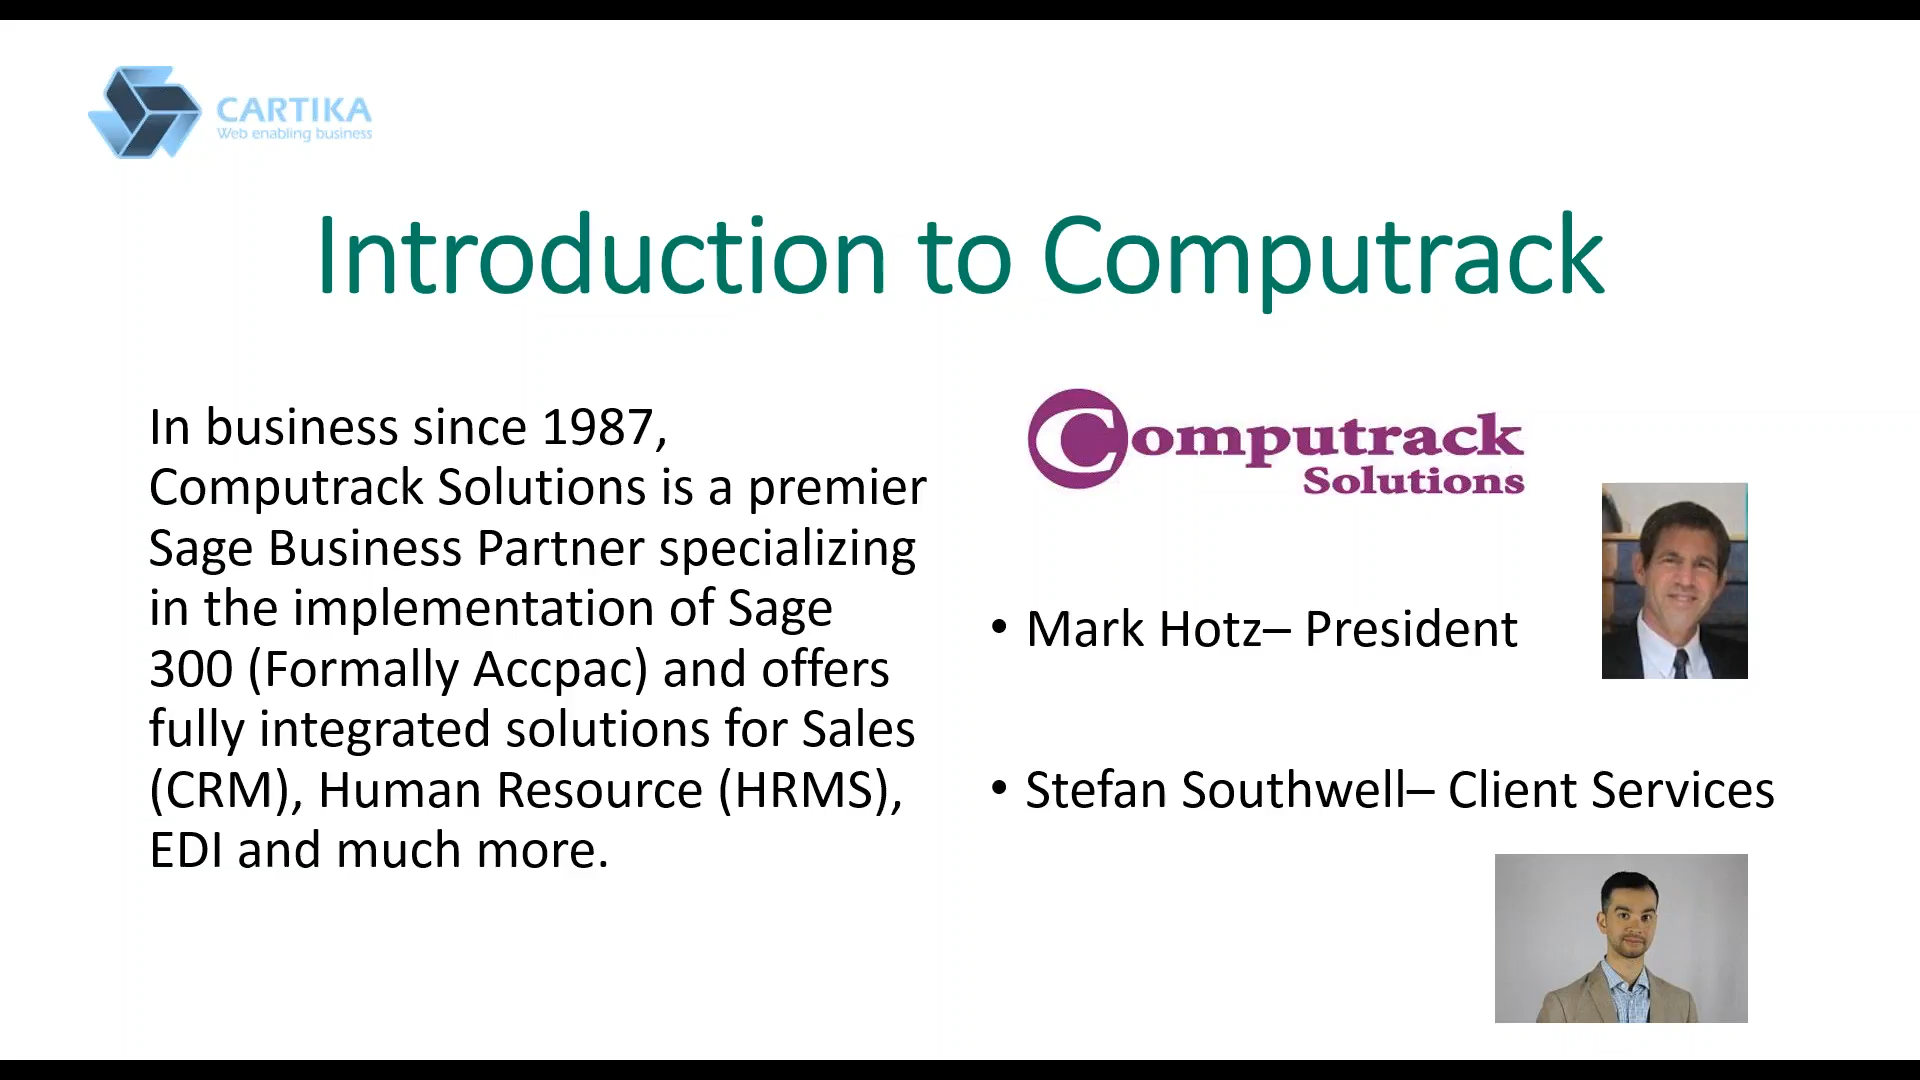 CARTIKA
Web enabling business
Introduction to Computrack
In business since 1987,
Computrack Solutions is a premier
Sage Business Partner specializing
in the implementation of Sage
300 (Formally Accpac) and offers
fully integrated solutions for Sales
(CRM), Human Resource (HRMS),
EDI and much more.
Computrack
Solutions
• Mark Hotz– President
• Stefan Southwell– Client Services